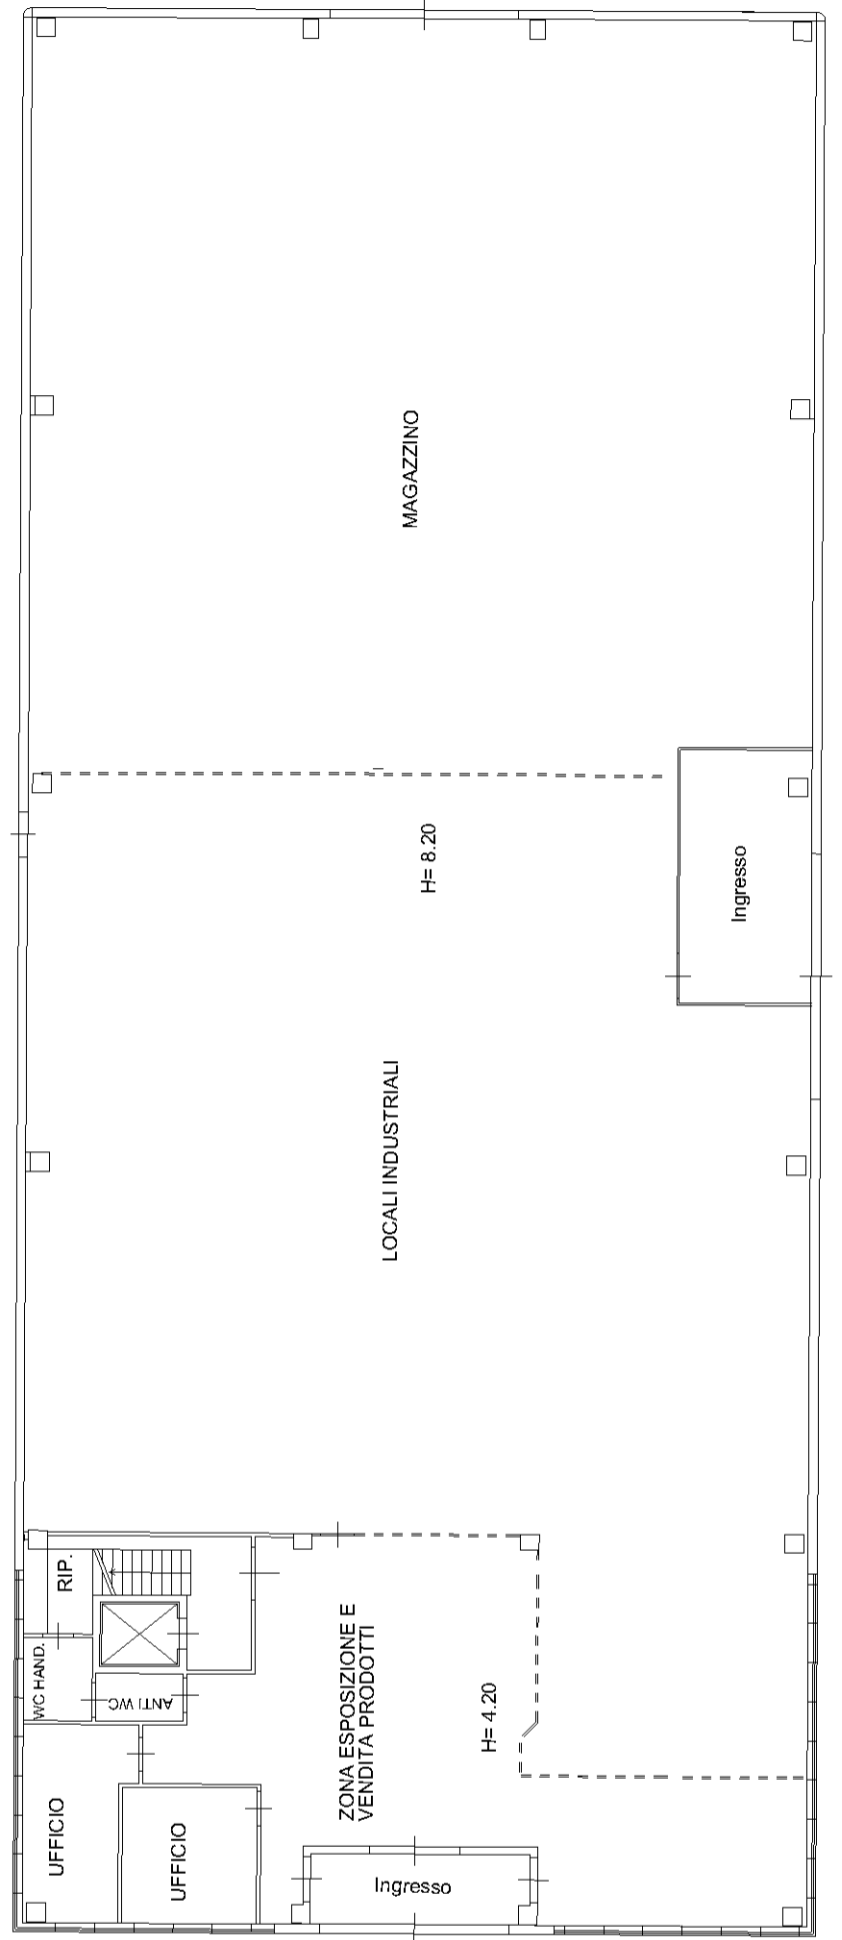 MAGAZZINO
H= 8.20
Ingresso
LOCALI INDUSTRIALI
RIP.
WC HAND.
ANTI WC
ZONA ESPOSIZIONE E
VENDITA PRODOTTI
H= 4.20
UFFICIO
UFFICIO
Ingresso